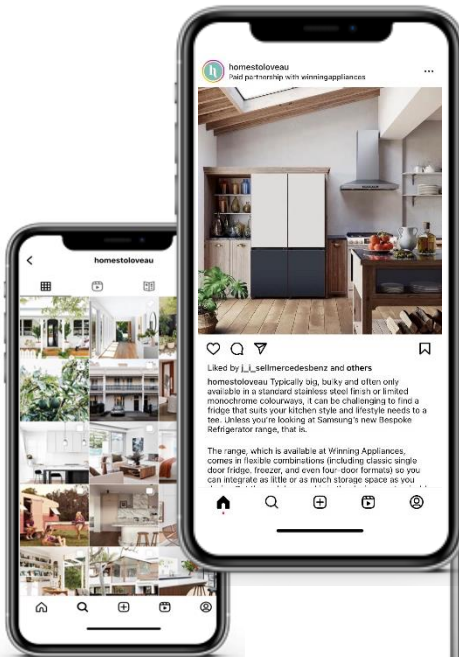 homestoloveau
Paid partnership with winningappliances
Liked by j_i_sellmercedesbenz and others
homestoloveau Typically big, bulky and often only
available in a standard stainless steel finish or limited
monochrome colourways, it can be challenging to find a
fridge that suits your kitchen style and lifestyle needs to a
tee. Unless you're looking at Samsung's new Bespoke
Refrigerator range, that is.
The range, which is available at Winning Appliances,
comes in flexible combinations (including classic single
door fridge, freezer, and even four-door formats) so you
can integrate as little or as much storage space as you
homestoloveau